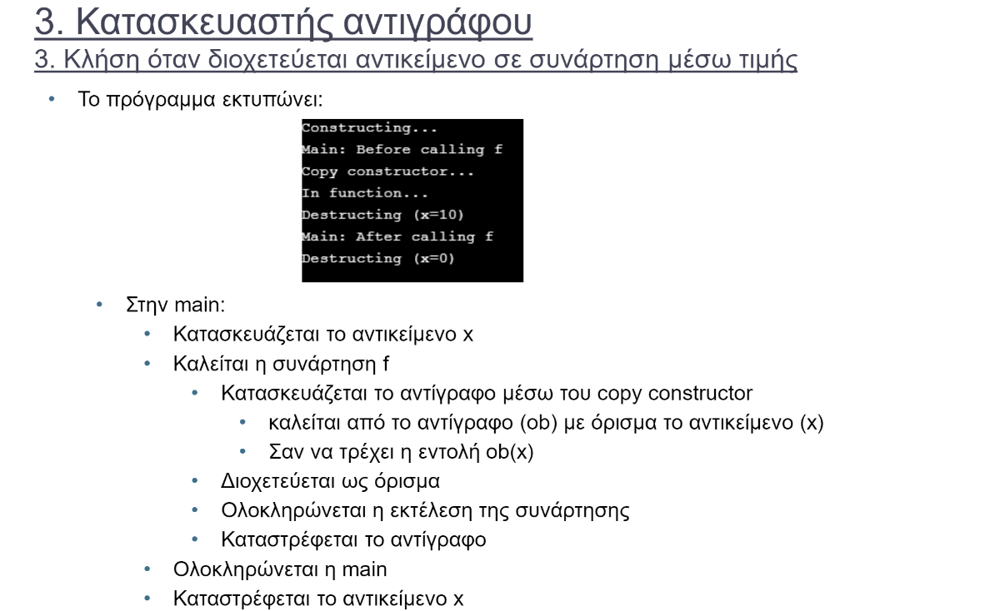 3. Κατασκευαστής αντιγράφου
3. Κλήση όταν διοχετεύεται αντικείμενο σε συνάρτηση μέσω τιμής
• Το πρόγραμμα εκτυπώνει:
Constructing...
Main: Before calling f
Copy constructor...
In function...
Destructing (x=10)
Main: After calling f
Destructing (x=0)
• Στην main:
• Κατασκευάζεται το αντικείμενο x
• Καλείται η συνάρτηση f
• Κατασκευάζεται το αντίγραφο μέσω του copy constructor
• καλείται από το αντίγραφο (ob) με όρισμα το αντικείμενο (x)
• Σαν να τρέχει η εντολή ob(x)
• Διοχετεύεται ως όρισμα
• Ολοκληρώνεται η εκτέλεση της συνάρτησης
• Καταστρέφεται το αντίγραφο
• Ολοκληρώνεται η main
• Καταστρέφεται το αντικείμενο x